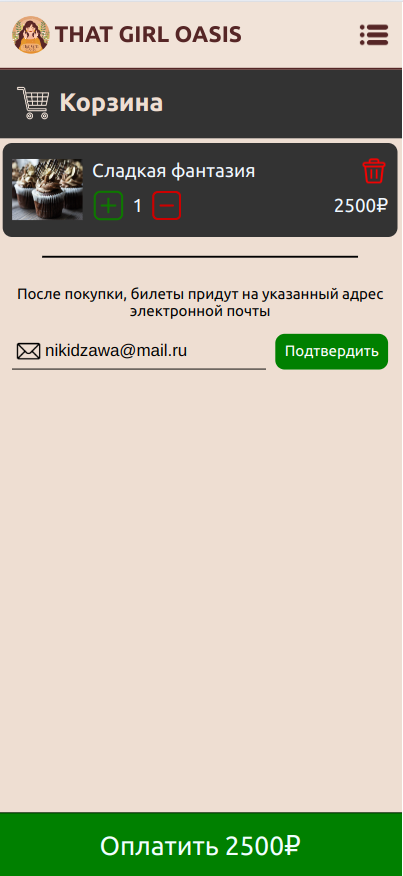 THAT GIRL OASIS
Корзина
Сладкая фантазия
1
2500₽
После покупки, билеты придут на указанный адрес
электронной почты
nikidzawa@mail.ru
Подтвердить
Оплатить 2500₽